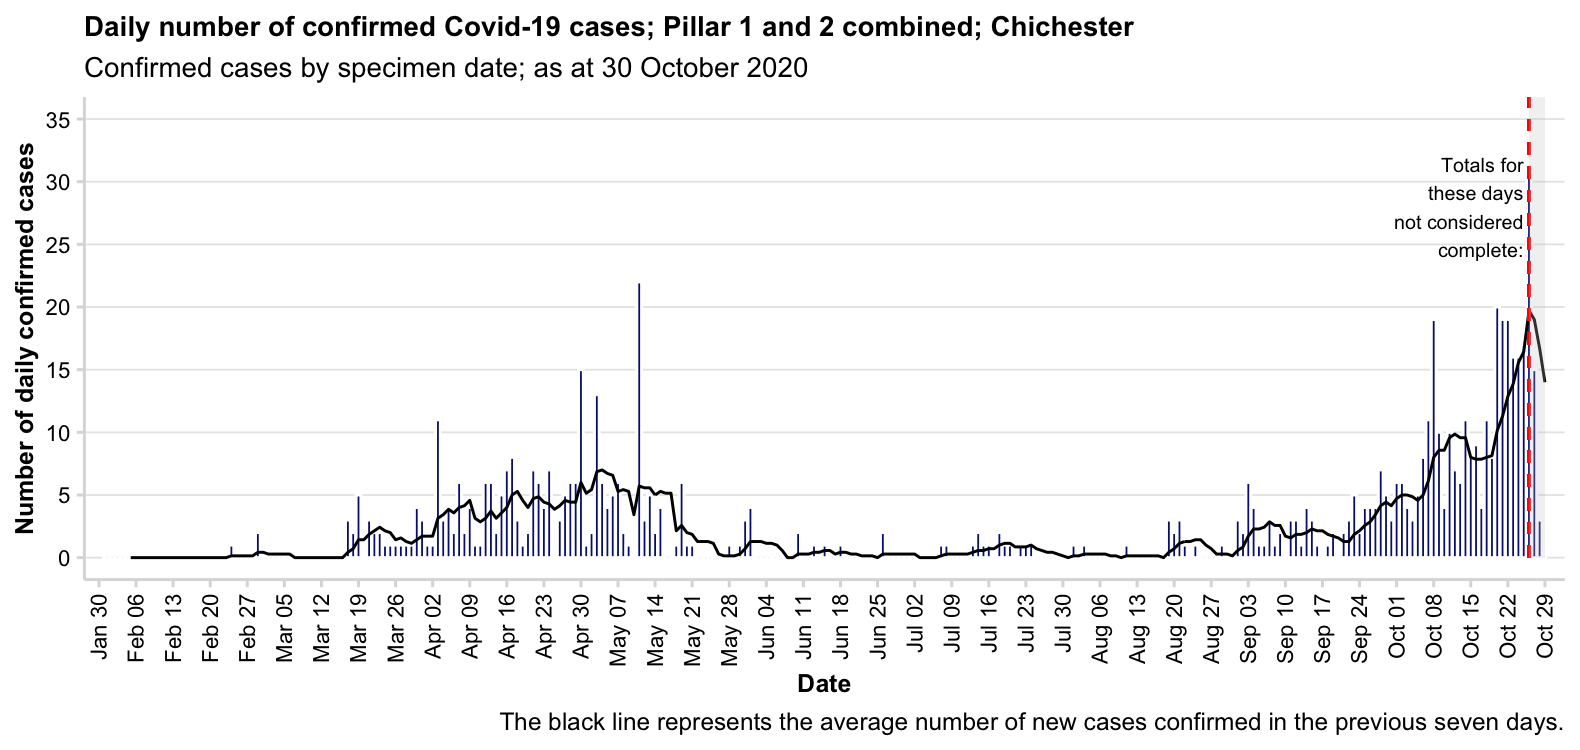 Daily number of confirmed Covid-19 cases; Pillar 1 and 2 combined; Chichester
Confirmed cases by specimen date; as at 30 October 2020
Number of daily confirmed cases
35
30
25
20
15
10
5
0
Totals for
these days
not considered
complete:
Jan 30
Feb 06
Feb 13
Feb 20
Feb 27
Mar 05
Mar 12
Mar 19
Mar 26
Apr 02
Apr 09
Apr 16
Apr 23
Apr 30
May 07
May 14
May 21
May 28
Jun 04
Jun 11
Jun 18
Jun 25
Jul 02
Jul 09
Jul 16
Jul 23
Jul 30
Aug 06
Aug 13
Aug 20
Aug 27
Sep 03
Sep 10
Sep 17
Sep 24
Oct 01
Oct 08
Oct 15
Oct 22
Oct 29
Date
The black line represents the average number of new cases confirmed in the previous seven days.